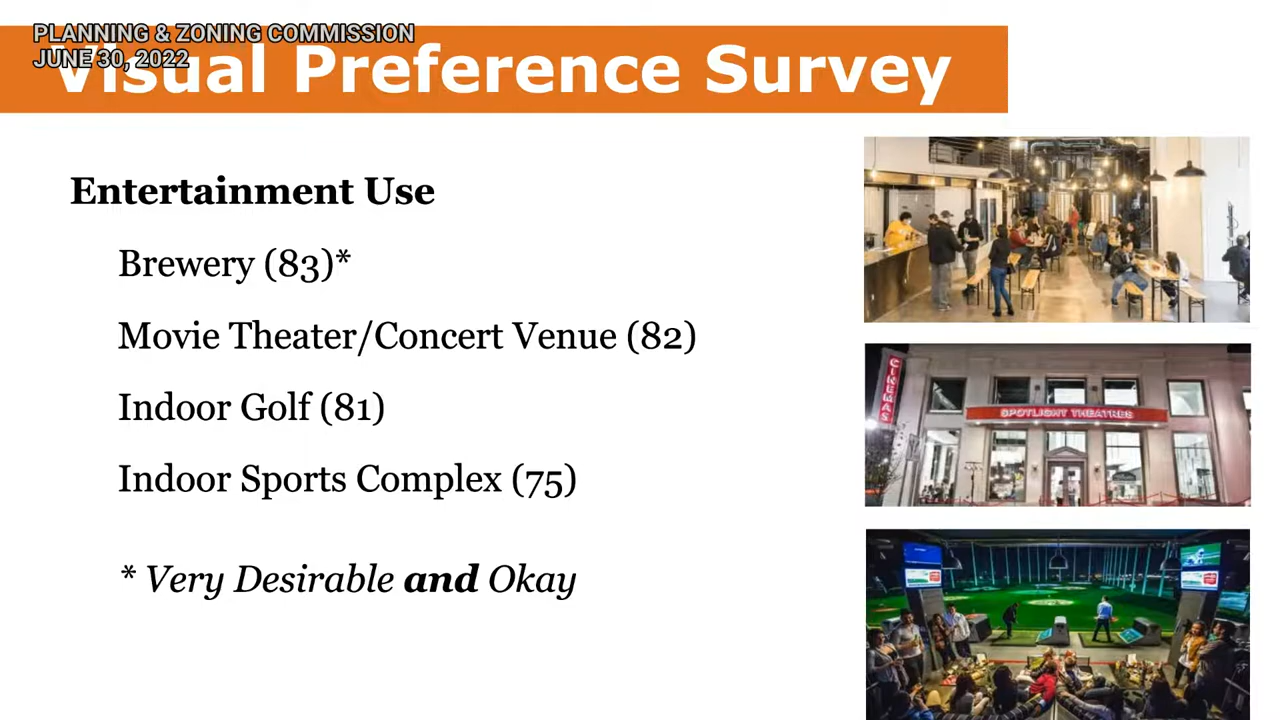 PLANNING & ZONING COMMISSION
JUNE 30, 2022
Visual Preference Survey
Entertainment Use
Brewery (83)*
Movie Theater/Concert Venue (82)
Indoor Golf (81)
Indoor Sports Complex (75)
* Very Desirable and Okay
CINEMAS
SPOTLIGHT THEATRES